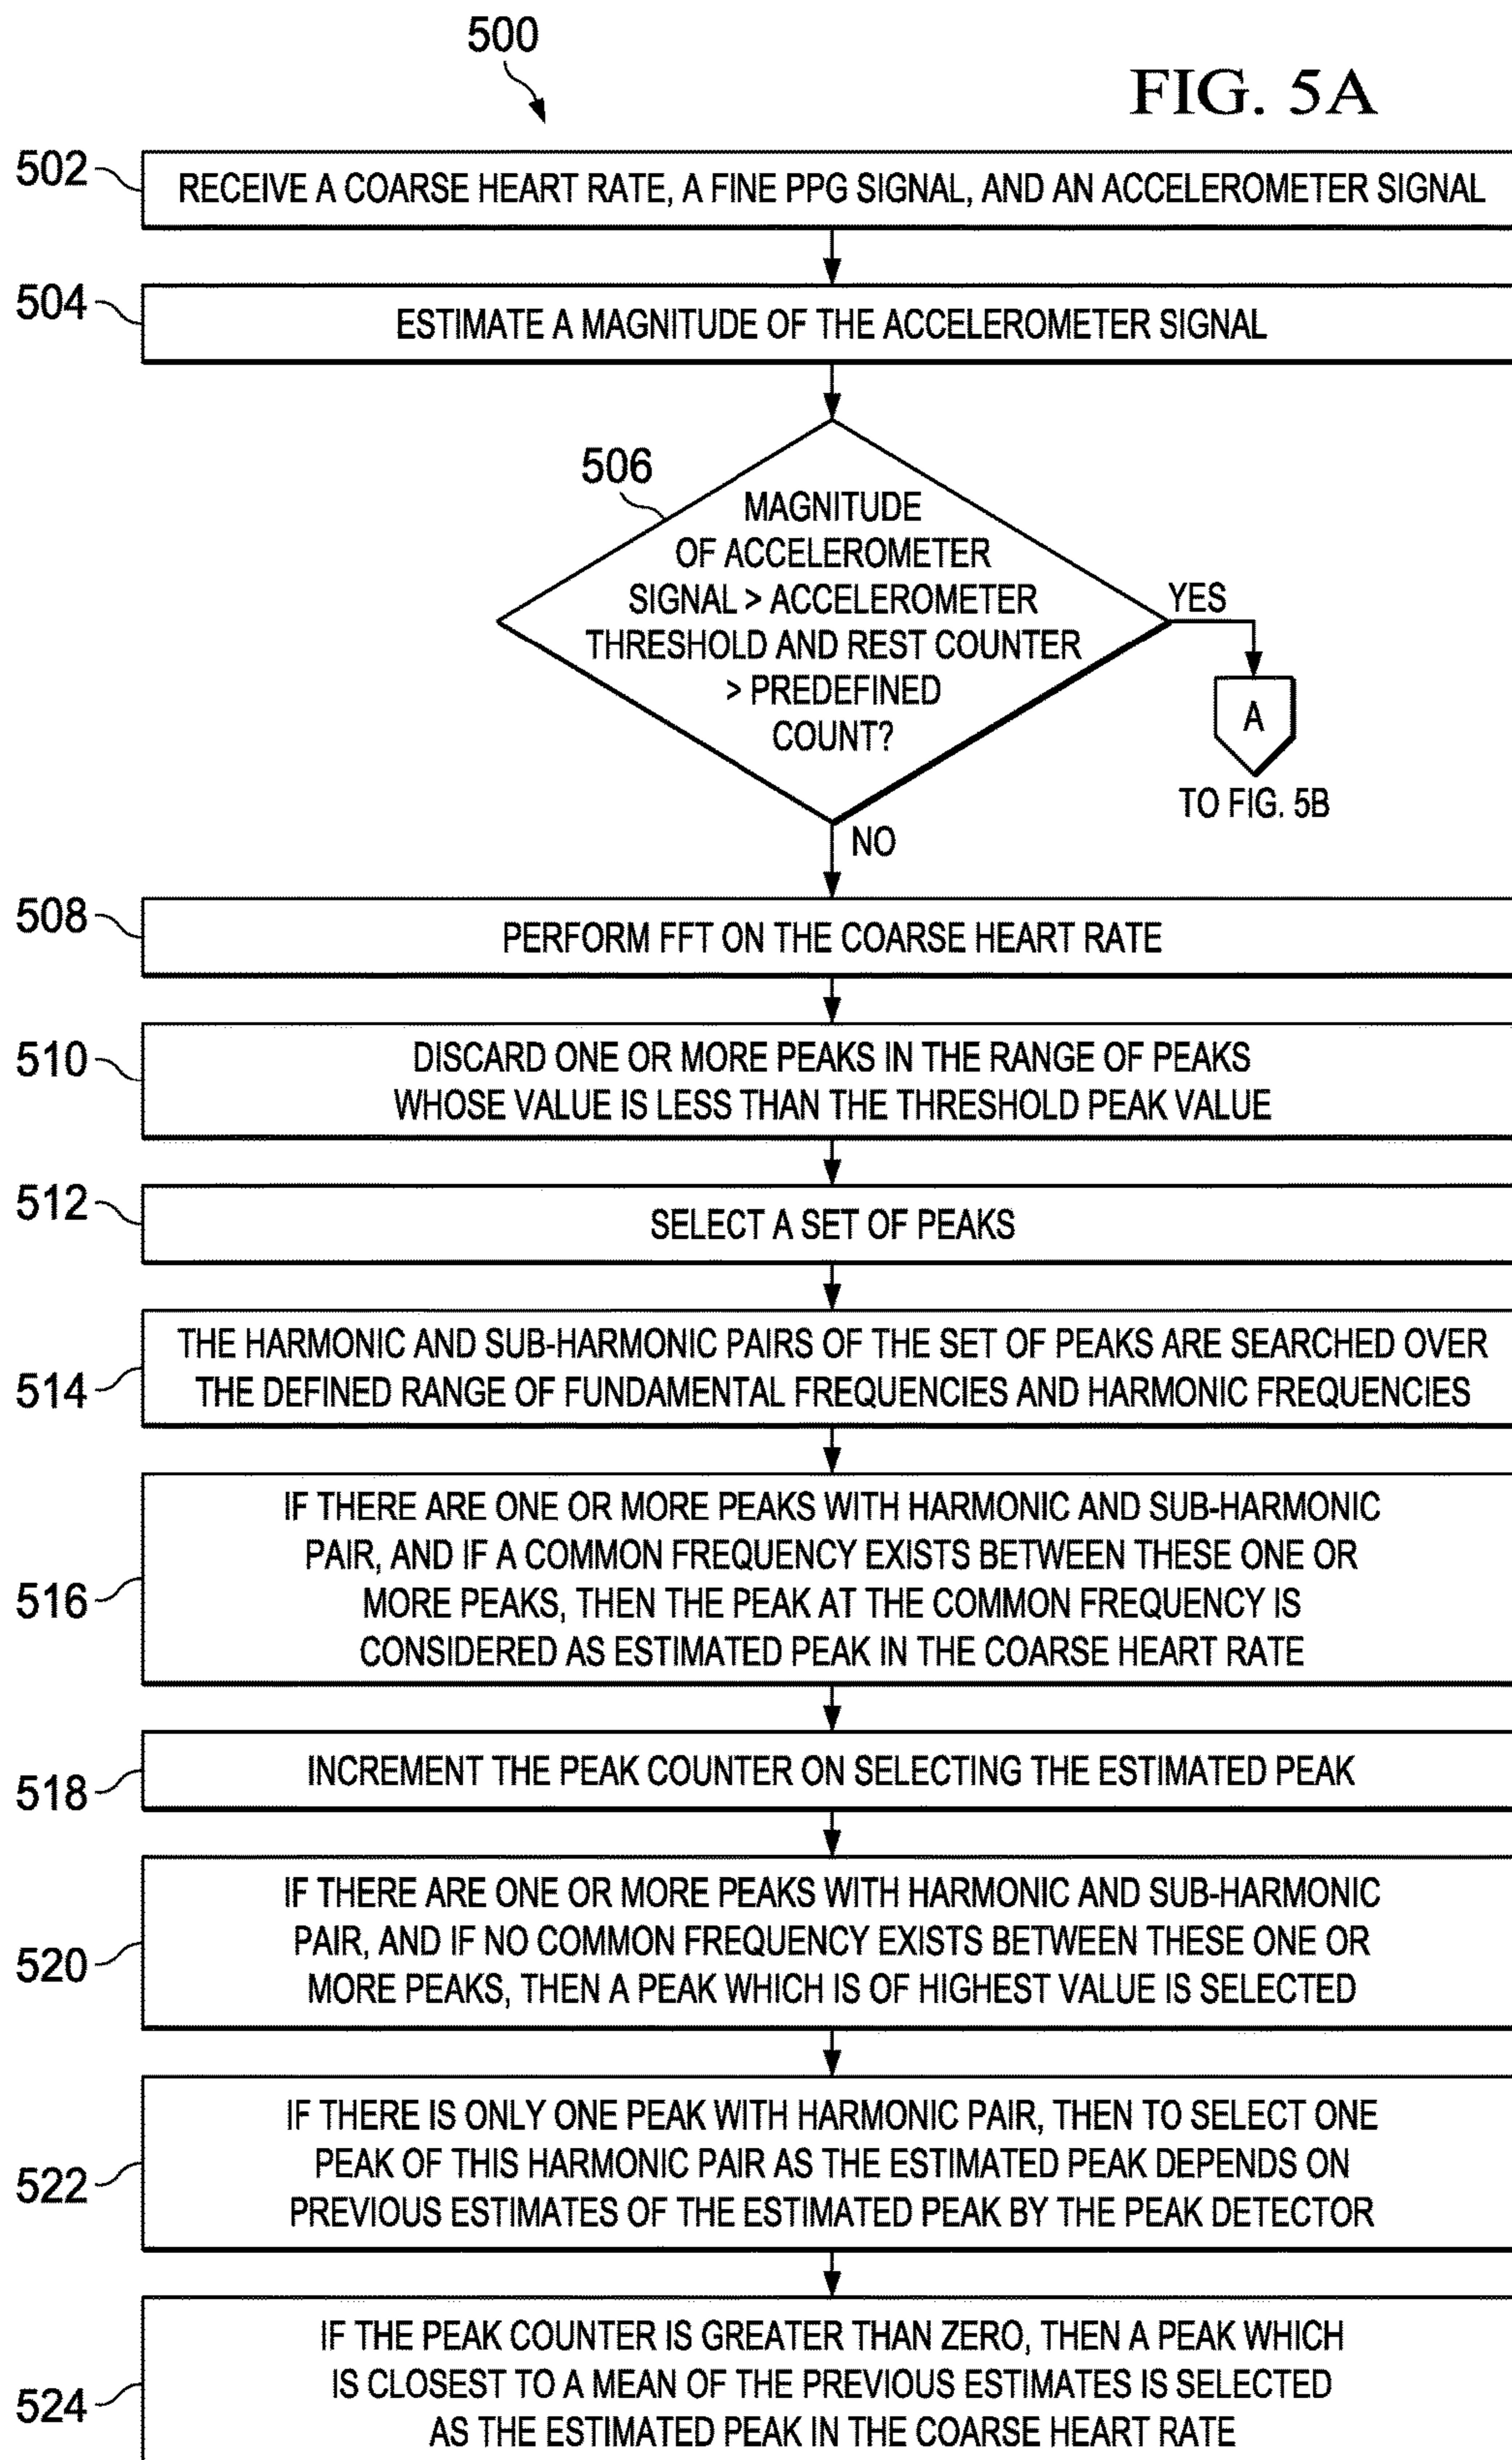 500
FIG. 5A
502
RECEIVE A COARSE HEART RATE, A FINE PPG SIGNAL, AND AN ACCELEROMETER SIGNAL
504
ESTIMATE A MAGNITUDE OF THE ACCELEROMETER SIGNAL
506
MAGNITUDE
OF ACCELEROMETER
SIGNAL > ACCELEROMETER
THRESHOLD AND REST COUNTER
> PREDEFINED
COUNT?
YES
A
TO FIG. 5B
NO
508
PERFORM FFT ON THE COARSE HEART RATE
510
DISCARD ONE OR MORE PEAKS IN THE RANGE OF PEAKS
WHOSE VALUE IS LESS THAN THE THRESHOLD PEAK VALUE
512
SELECT A SET OF PEAKS
514
THE HARMONIC AND SUB-HARMONIC PAIRS OF THE SET OF PEAKS ARE SEARCHED OVER
THE DEFINED RANGE OF FUNDAMENTAL FREQUENCIES AND HARMONIC FREQUENCIES
516
IF THERE ARE ONE OR MORE PEAKS WITH HARMONIC AND SUB-HARMONIC
PAIR, AND IF A COMMON FREQUENCY EXISTS BETWEEN THESE ONE OR
MORE PEAKS, THEN THE PEAK AT THE COMMON FREQUENCY IS
CONSIDERED AS ESTIMATED PEAK IN THE COARSE HEART RATE
518
INCREMENT THE PEAK COUNTER ON SELECTING THE ESTIMATED PEAK
520
IF THERE ARE ONE OR MORE PEAKS WITH HARMONIC AND SUB-HARMONIC
PAIR, AND IF NO COMMON FREQUENCY EXISTS BETWEEN THESE ONE OR
MORE PEAKS, THEN A PEAK WHICH IS OF HIGHEST VALUE IS SELECTED
522
IF THERE IS ONLY ONE PEAK WITH HARMONIC PAIR, THEN TO SELECT ONE
PEAK OF THIS HARMONIC PAIR AS THE ESTIMATED PEAK DEPENDS ON
PREVIOUS ESTIMATES OF THE ESTIMATED PEAK BY THE PEAK DETECTOR
524
IF THE PEAK COUNTER IS GREATER THAN ZERO, THEN A PEAK WHICH
IS CLOSEST TO A MEAN OF THE PREVIOUS ESTIMATES IS SELECTED
AS THE ESTIMATED PEAK IN THE COARSE HEART RATE